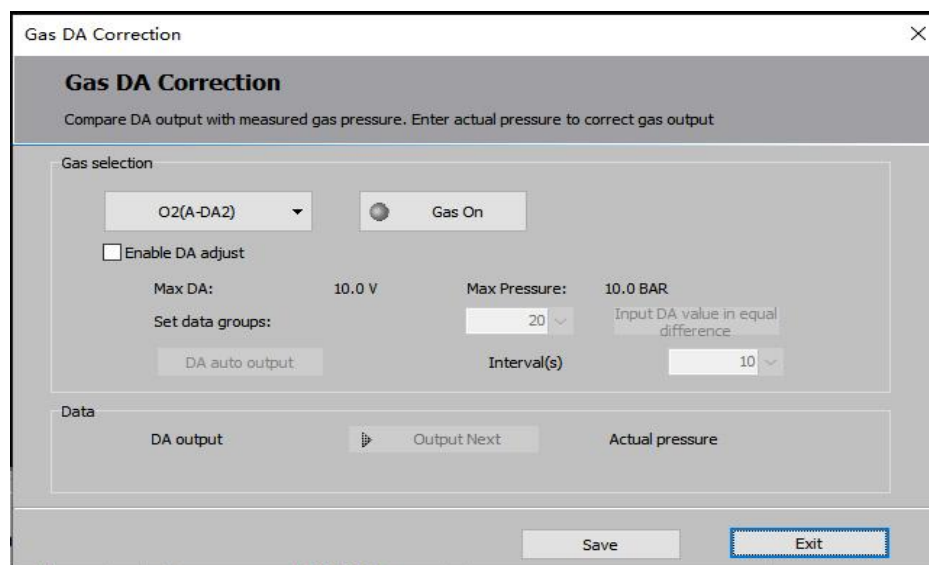 Gas DA Correction
Gas DA Correction
Compare DA output with measured gas pressure. Enter actual pressure to correct gas output
Gas selection
O2(A-DA2)
Gas On
Enable DA adjust
Max DA: 10.0 V Max Pressure: 10.0 BAR
Set data groups: 20 Input DA value in equal
difference
DA auto output Interval(s) 10
Data
DA output Output Next Actual pressure
Save Exit